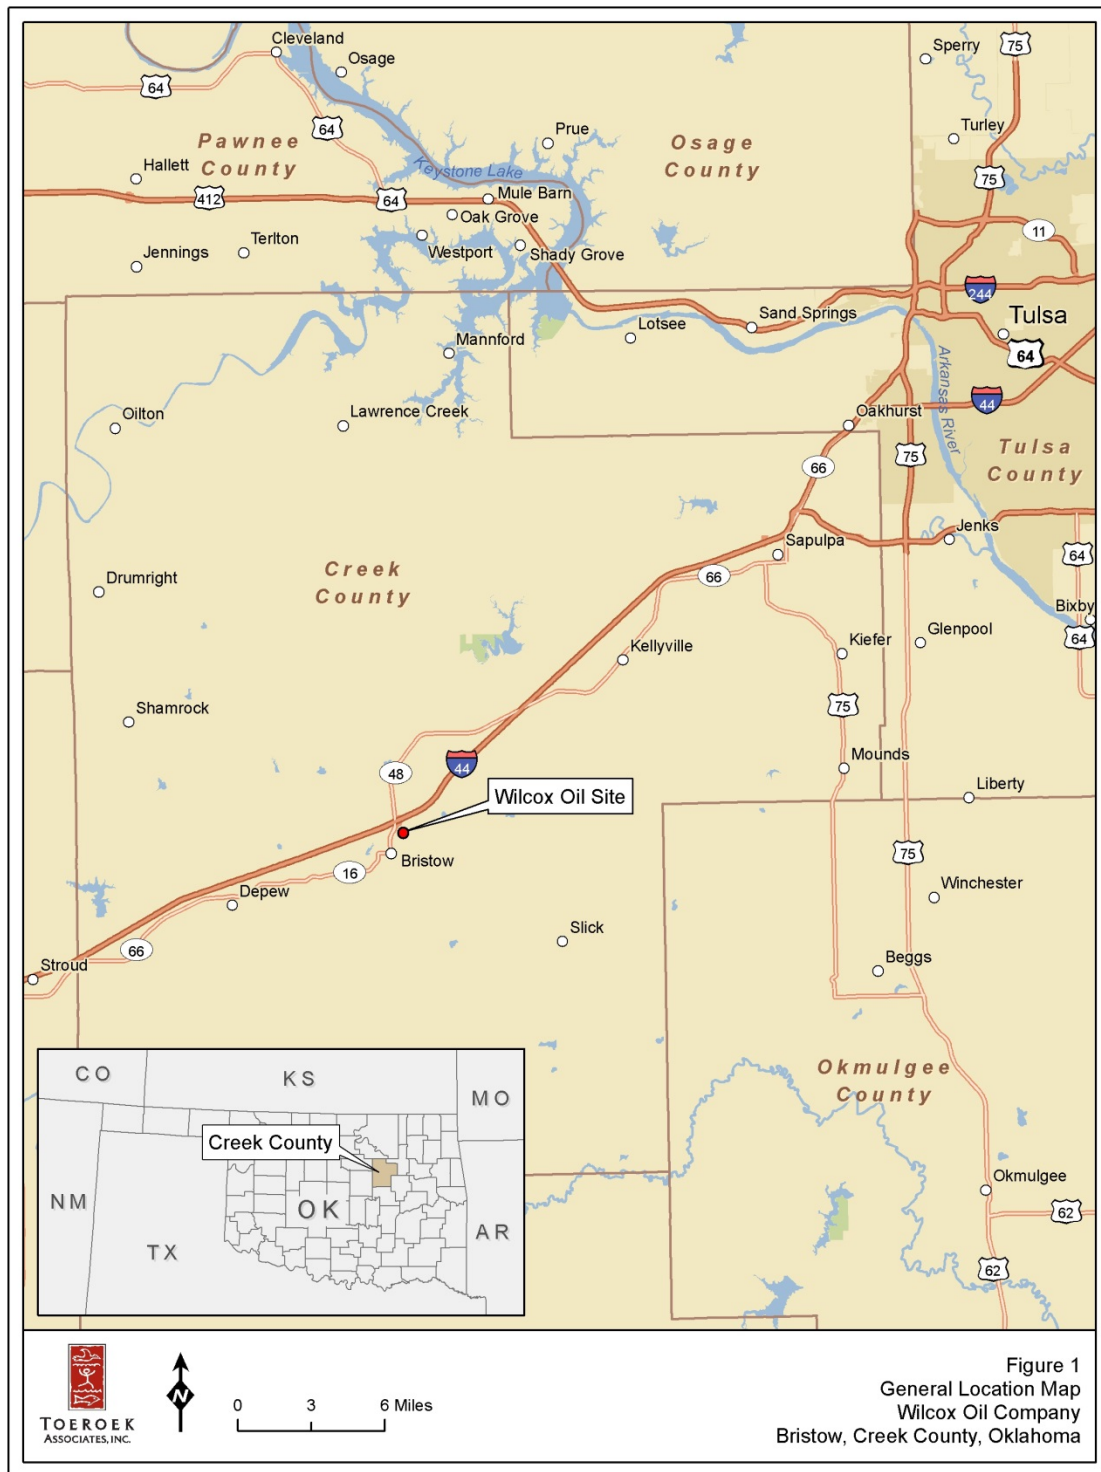 Cleveland
Osage
Sperry
75
64
64
Prue
Turley
Pawnee
County
Osage
County
Hallett
Keystone Lake
75
412
64
Mule Barn
Oak Grove
11
Jennings
Terlton
Westport
Shady Grove
244
Sand Springs
Tulsa
Lotsee
Mannford
64
Arkansas River
44
Oilton
Lawrence Creek
Oakhurst
Tulsa
County
75
66
Jenks
Sapulpa
64
Creek
County
66
Drumright
Bixby
Glenpool
Kiefer
64
Kellyville
Shamrock
75
Mounds
44
48
Liberty
Wilcox Oil Site
Bristow
75
16
Depew
Winchester
Slick
66
Stroud
Beggs
Okmulgee
County
CO
KS
MO
Creek County
NM
OK
AR
TX
Okmulgee
62
62
N
0 3 6 Miles
TOEROEK
ASSOCIATES, INC.
Figure 1
General Location Map
Wilcox Oil Company
Bristow, Creek County, Oklahoma